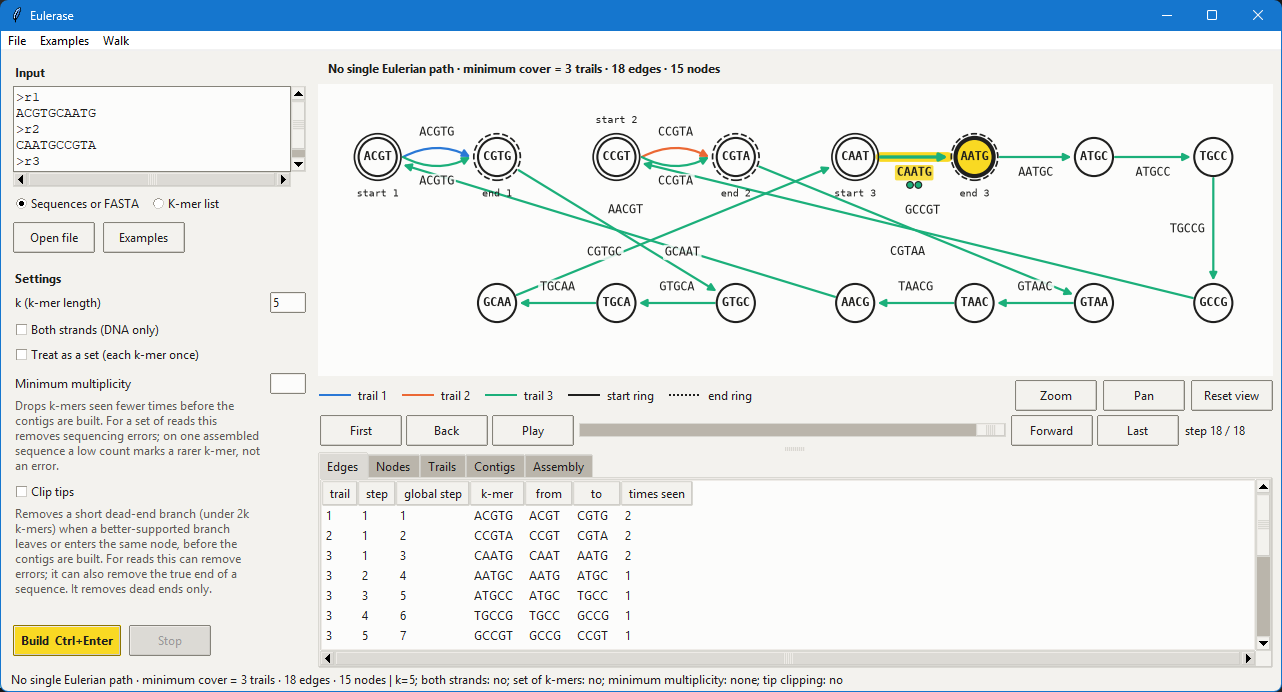 Eulerase
File Examples Walk
Input
>r1
ACGTGCAATG
>r2
CAATGCCGTA
>r3
Sequences or FASTA K-mer list
Open file Examples
Settings
k (k-mer length) 5
Both strands (DNA only)
Treat as a set (each k-mer once)
Minimum multiplicity
Drops k-mers seen fewer times before the
contigs are built. For a set of reads this
removes sequencing errors; on one assembled
sequence a low count marks a rarer k-mer, not
an error.
Clip tips
Removes a short dead-end branch (under 2k
k-mers) when a better-supported branch
leaves or enters the same node, before the
contigs are built. For reads this can remove
errors; it can also remove the true end of a
sequence. It removes dead ends only.
Build Ctrl+Enter Stop
No single Eulerian path · minimum cover = 3 trails · 18 edges · 15 nodes
start 2
ACGTG CCGTA
ACGT CGTG CCGT CGTA CAAT AATG ATGC TGCC
CAATG AATGC ATGCC
ACGTG CCGTA
start 1 end 1 end 2 start 3 end 3
AACGT GCCGT
TGCCG
CGTGC GCAAT CGTAA
TGCAA GTGCA TAACG GTAAC
GCAA TGCA GTGC AACG TAAC GTAA GCCG
trail 1 trail 2 trail 3 start ring end ring Zoom Pan Reset view
First Back Play Forward Last step 18 / 18
Edges Nodes Trails Contigs Assembly
trail step global step k-mer from to times seen
1 1 1 ACGTG ACGT CGTG 2
2 1 2 CCGTA CCGT CGTA 2
3 1 3 CAATG CAAT AATG 2
3 2 4 AATGC AATG ATGC 1
3 3 5 ATGCC ATGC TGCC 1
3 4 6 TGCCG TGCC GCCG 1
3 5 7 GCCGT GCCG CCGT 1
No single Eulerian path · minimum cover = 3 trails · 18 edges · 15 nodes | k=5; both strands: no; set of k-mers: no; minimum multiplicity: none; tip clipping: no